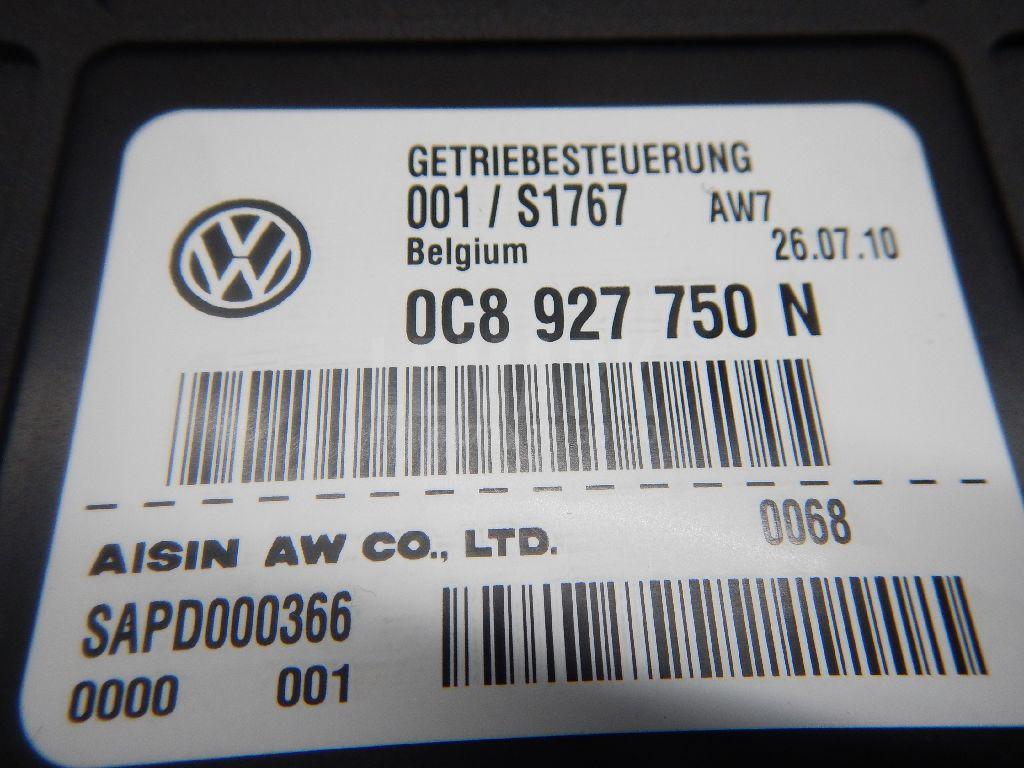 GETRIEBESTEUERUNG
001 / S1767 AW7
Belgium 26.07.10
0C8 927 750 N
0068
AISIN AW CO., LTD.
SAPD000366
0000 001